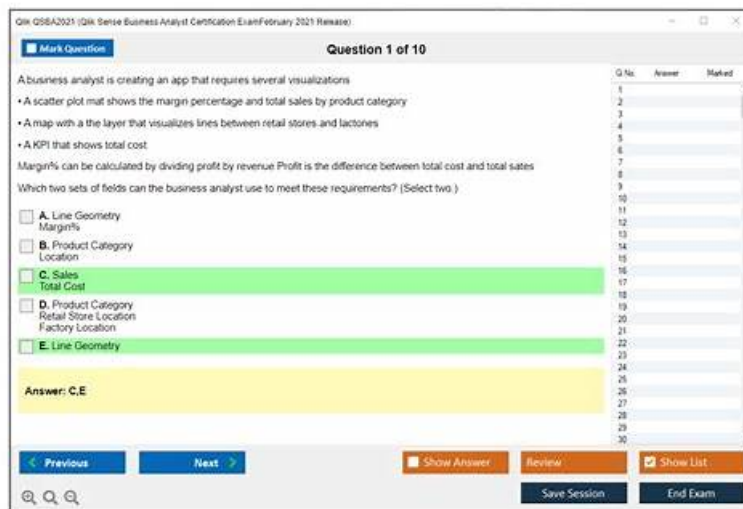 Qlik QSBA2021 (Qlik Sense Business Analyst Certification ExamFebruary 2021 Release)
Mark Question
Question 1 of 10
A business analyst is creating an app that requires several visualizations
• A scatter plot mat shows the margin percentage and total sales by product category
• A map with a the layer that visualizes lines between retail stores and lactones
• A KPI that shows total cost
Margin% can be calculated by dividing profit by revenue Profit is the difference between total cost and total sates
Which two sets of fields can the business analyst use to meet these requirements? (Select two.)
A. Line Geometry
Margin%
B. Product Category
Location
C. Sales
Total Cost
D. Product Category
Retail Store Location
Factory Location
E. Line Geometry
Answer: C,E
Q.No. Answer Marked
1
2
3
4
5
6
7
8
9
10
11
12
13
14
15
16
17
18
19
20
21
22
23
24
25
26
27
28
29
30
Previous
Next
Show Answer
Review
Show List
Save Session
End Exam